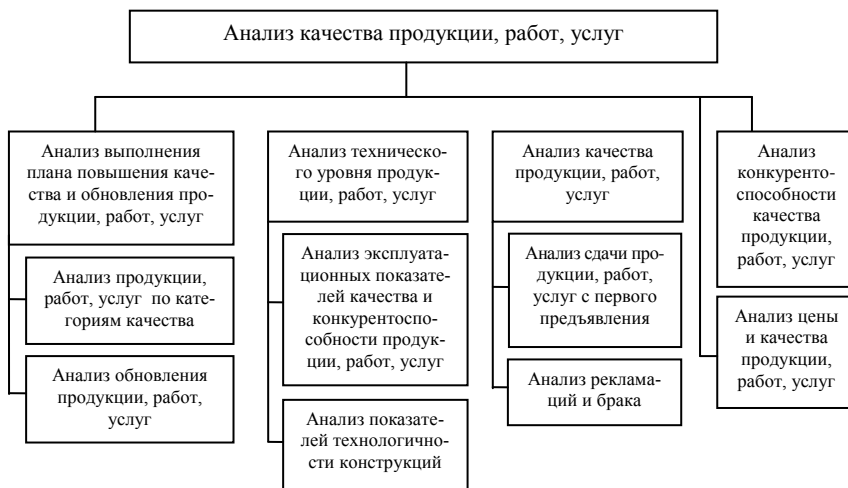 Анализ качества продукции, работ, услуг
Анализ выполнения
плана повышения каче-
ства и обновления про-
дукции, работ, услуг
Анализ продукции,
работ, услуг по кате-
гориям качества
Анализ обновления
продукции, работ,
услуг
Анализ техническо-
го уровня продук-
ции, работ, услуг
Анализ эксплуата-
ационных показате-
лей качества и
конкурентоспо-
собности продук-
ции, работ, услуг
Анализ показате-
лей технологично-
сти конструкций
Анализ качества
продукции, работ,
услуг
Анализ сдачи про-
дукции, работ,
услуг с первого
предъявления
Анализ реклама-
ций и брака
Анализ
конкуренто-
способности
качества
продукции,
работ, услуг
Анализ цены
и качества
продукции,
работ, услуг